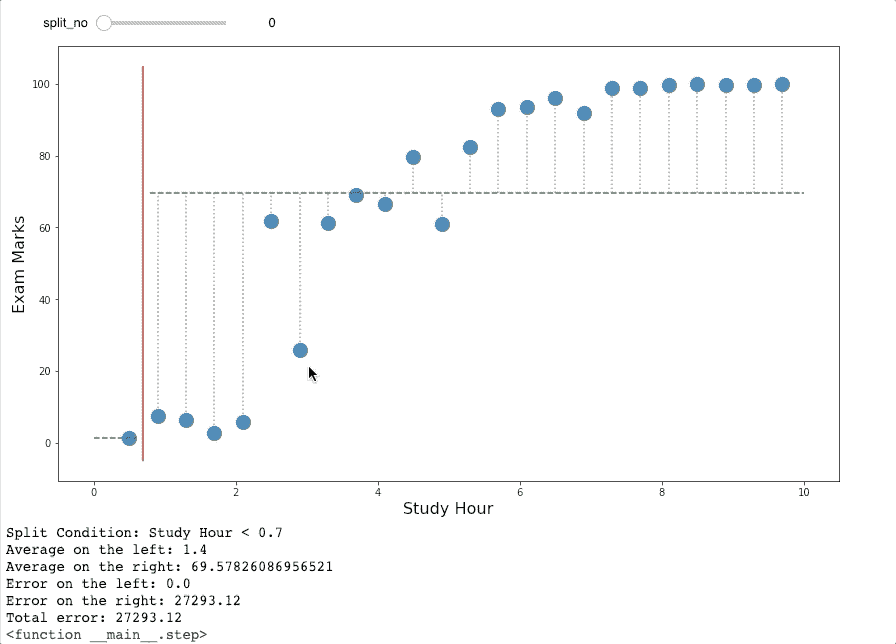 split_no 0
100
80
60
40
20
0
Exam Marks
0 2 4 6 8 10
Study Hour
Split Condition: Study Hour < 0.7
Average on the left: 1.4
Average on the right: 69.57826086956521
Error on the left: 0.0
Error on the right: 27293.12
Total error: 27293.12
<function __main__.step>